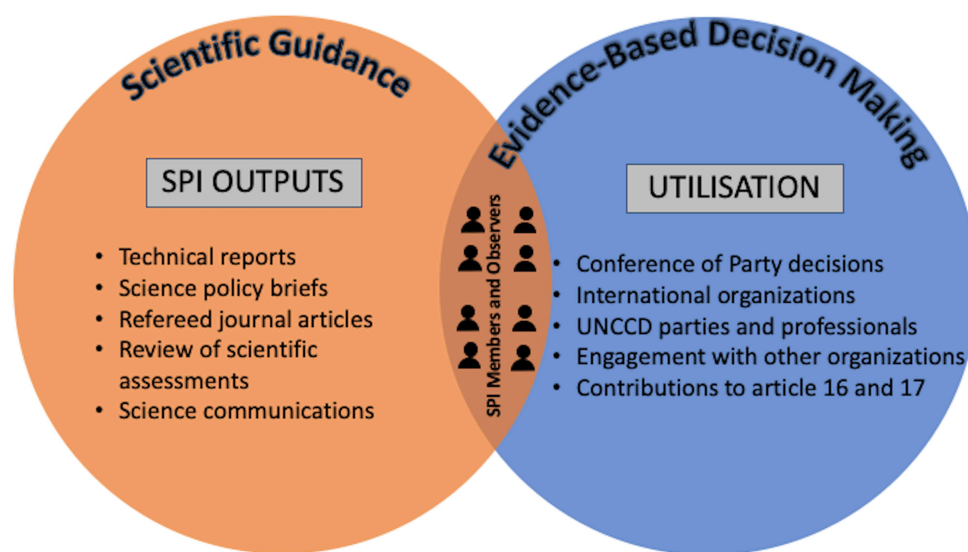 Scientific Guidance
SPI OUTPUTS
• Technical reports
• Science policy briefs
• Refereed journal articles
• Review of scientific
assessments
• Science communications
SPI Members and Observers
Evidence-Based Decision Making
UTILISATION
• Conference of Party decisions
• International organizations
• UNCCD parties and professionals
• Engagement with other organizations
• Contributions to article 16 and 17